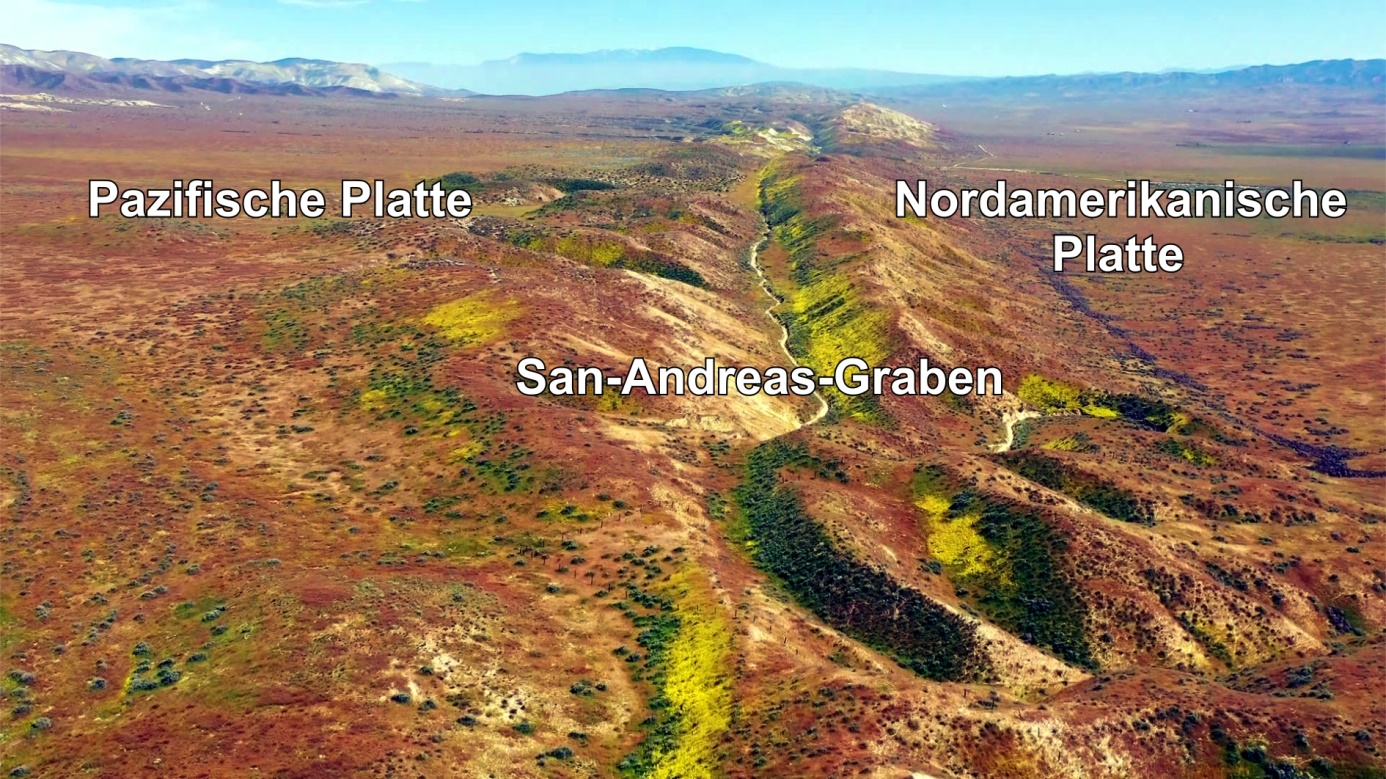 Pazifische Platte
Nordamerikanische
Platte
San-Andreas-Graben